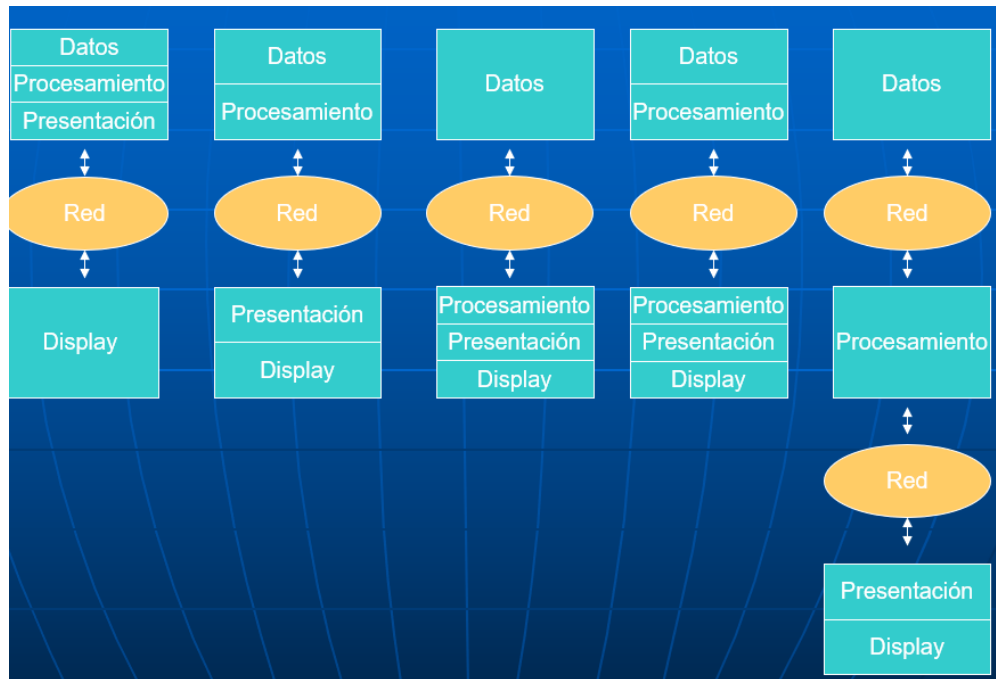 Datos
Procesamiento
Presentación
Red
Display
Datos
Procesamiento
Red
Presentación
Display
Datos
Red
Procesamiento
Presentación
Display
Datos
Procesamiento
Red
Procesamiento
Presentación
Display
Datos
Red
Procesamiento
Red
Presentación
Display